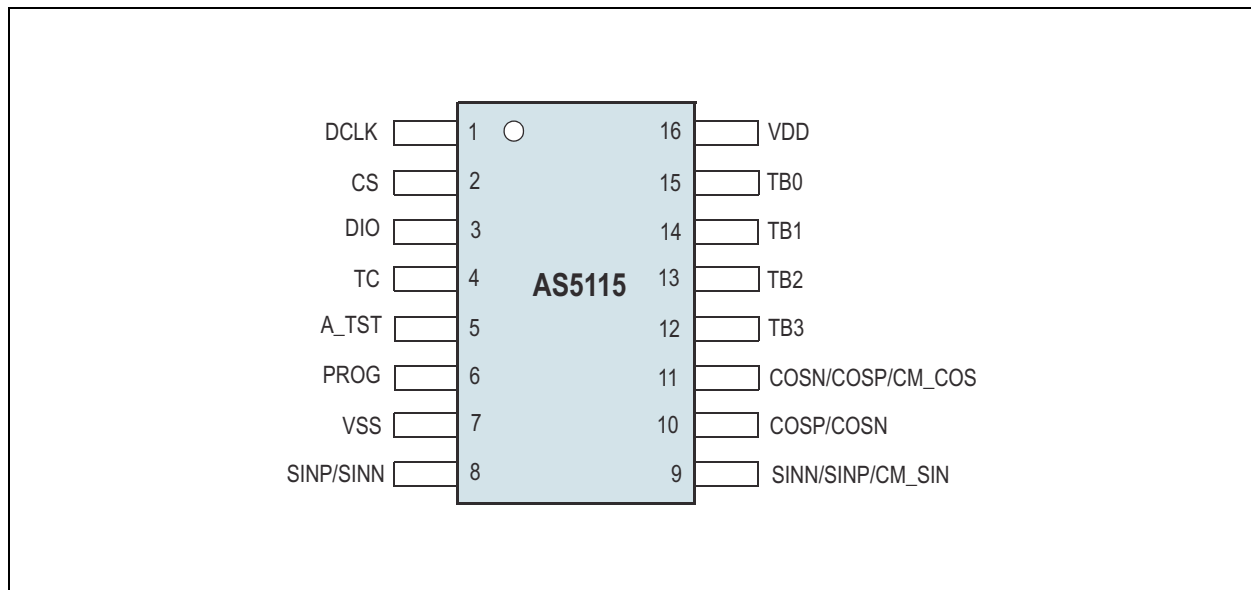 DCLK 1 16 VDD
CS 2 15 TB0
DIO 3 14 TB1
TC 4 AS5115 13 TB2
A_TST 5 12 TB3
PROG 6 11 COSN/COSP/CM_COS
VSS 7 10 COSP/COSN
SINP/SINN 8 9 SINN/SINP/CM_SIN